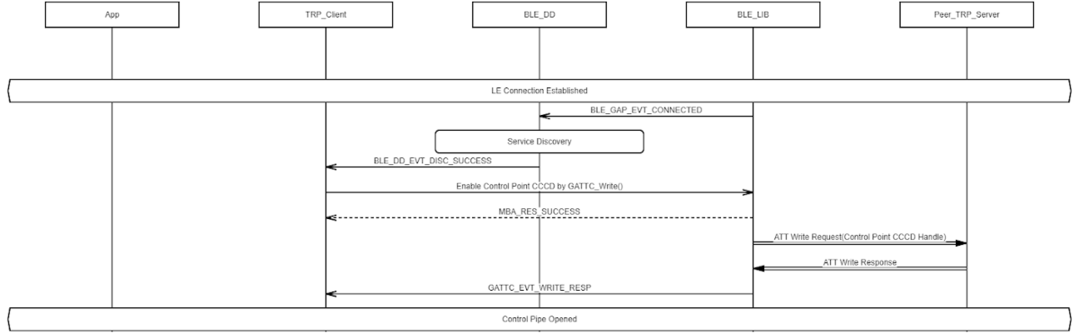 App
TRP_Client
BLE_DD
BLE_LIB
Peer_TRP_Server
LE Connection Established
BLE_GAP_EVT_CONNECTED
Service Discovery
BLE_DD_EVT_DISC_SUCCESS
Enable Control Point CCCD by GATTC_Write()
MBA_RES_SUCCESS
ATT Write Request(Control Point CCCD Handle)
ATT Write Response
GATTC_EVT_WRITE_RESP
Control Pipe Opened